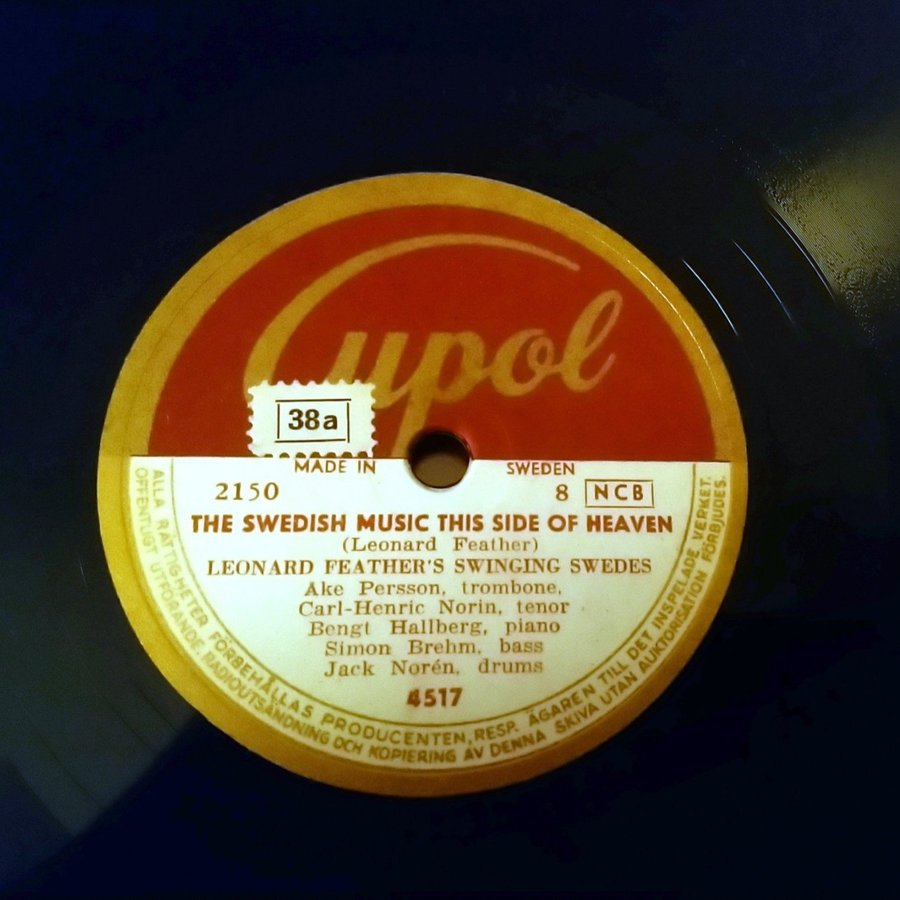 Cupol
38a
MADE IN SWEDEN
2150 8 NCB
THE SWEDISH MUSIC THIS SIDE OF HEAVEN
(Leonard Feather)
LEONARD FEATHER'S SWINGING SWEDES
Ake Persson, trombone,
Carl-Henric Norin, tenor
Bengt Hallberg, piano
Simon Brehm, bass
Jack Norén, drums
4517
ALLA RÄTTIGHETER FÖRBEHÅLLAS PRODUCENTEN, RESP. ÄGAREN TILL DET INSPELADE VERKET.
OFFENTLIGT UTFÖRANDE, RADIOUTSÄNDNING OCH KOPIERING AV DENNA SKIVA UTAN AUKTORISATION FÖRBJUDES.